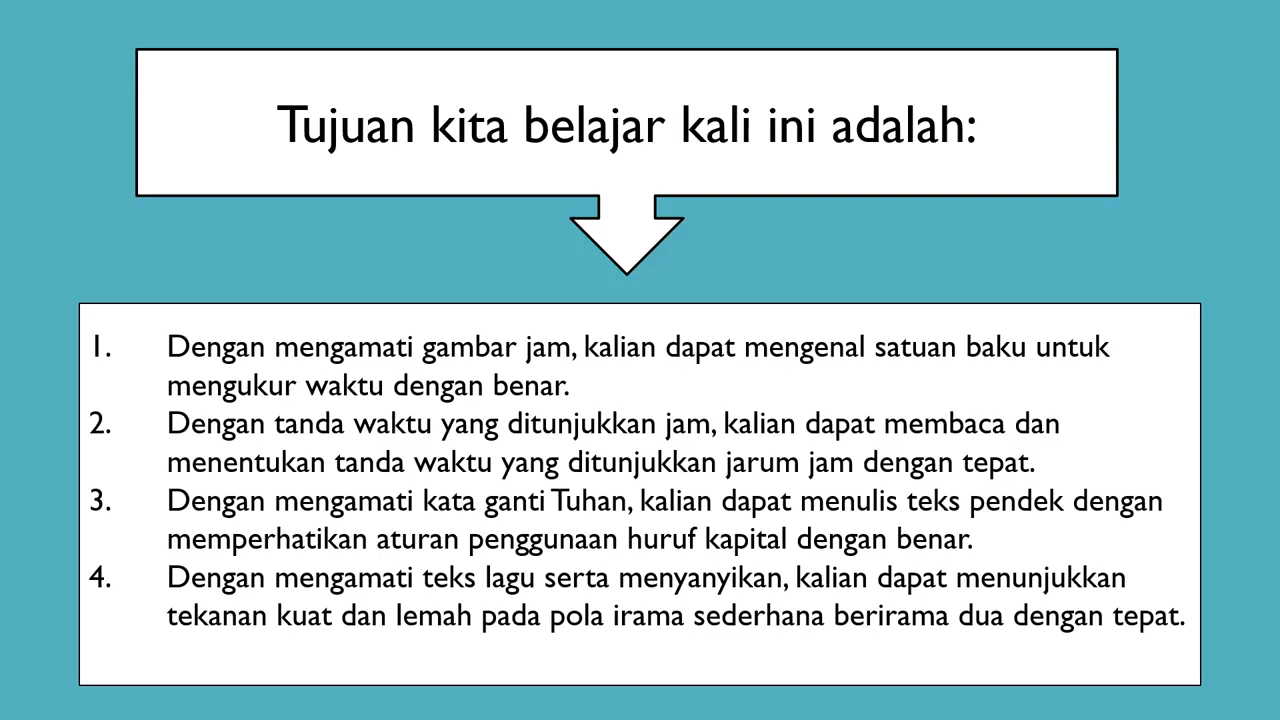 Tujuan kita belajar kali ini adalah:
1. Dengan mengamati gambar jam, kalian dapat mengenal satuan baku untuk
mengukur waktu dengan benar.
2. Dengan tanda waktu yang ditunjukkan jam, kalian dapat membaca dan
menentukan tanda waktu yang ditunjukkan jarum jam dengan tepat.
3. Dengan mengamati kata ganti Tuhan, kalian dapat menulis teks pendek dengan
memperhatikan aturan penggunaan huruf kapital dengan benar.
4. Dengan mengamati teks lagu serta menyanyikan, kalian dapat menunjukkan
tekanan kuat dan lemah pada pola irama sederhana berirama dua dengan tepat.